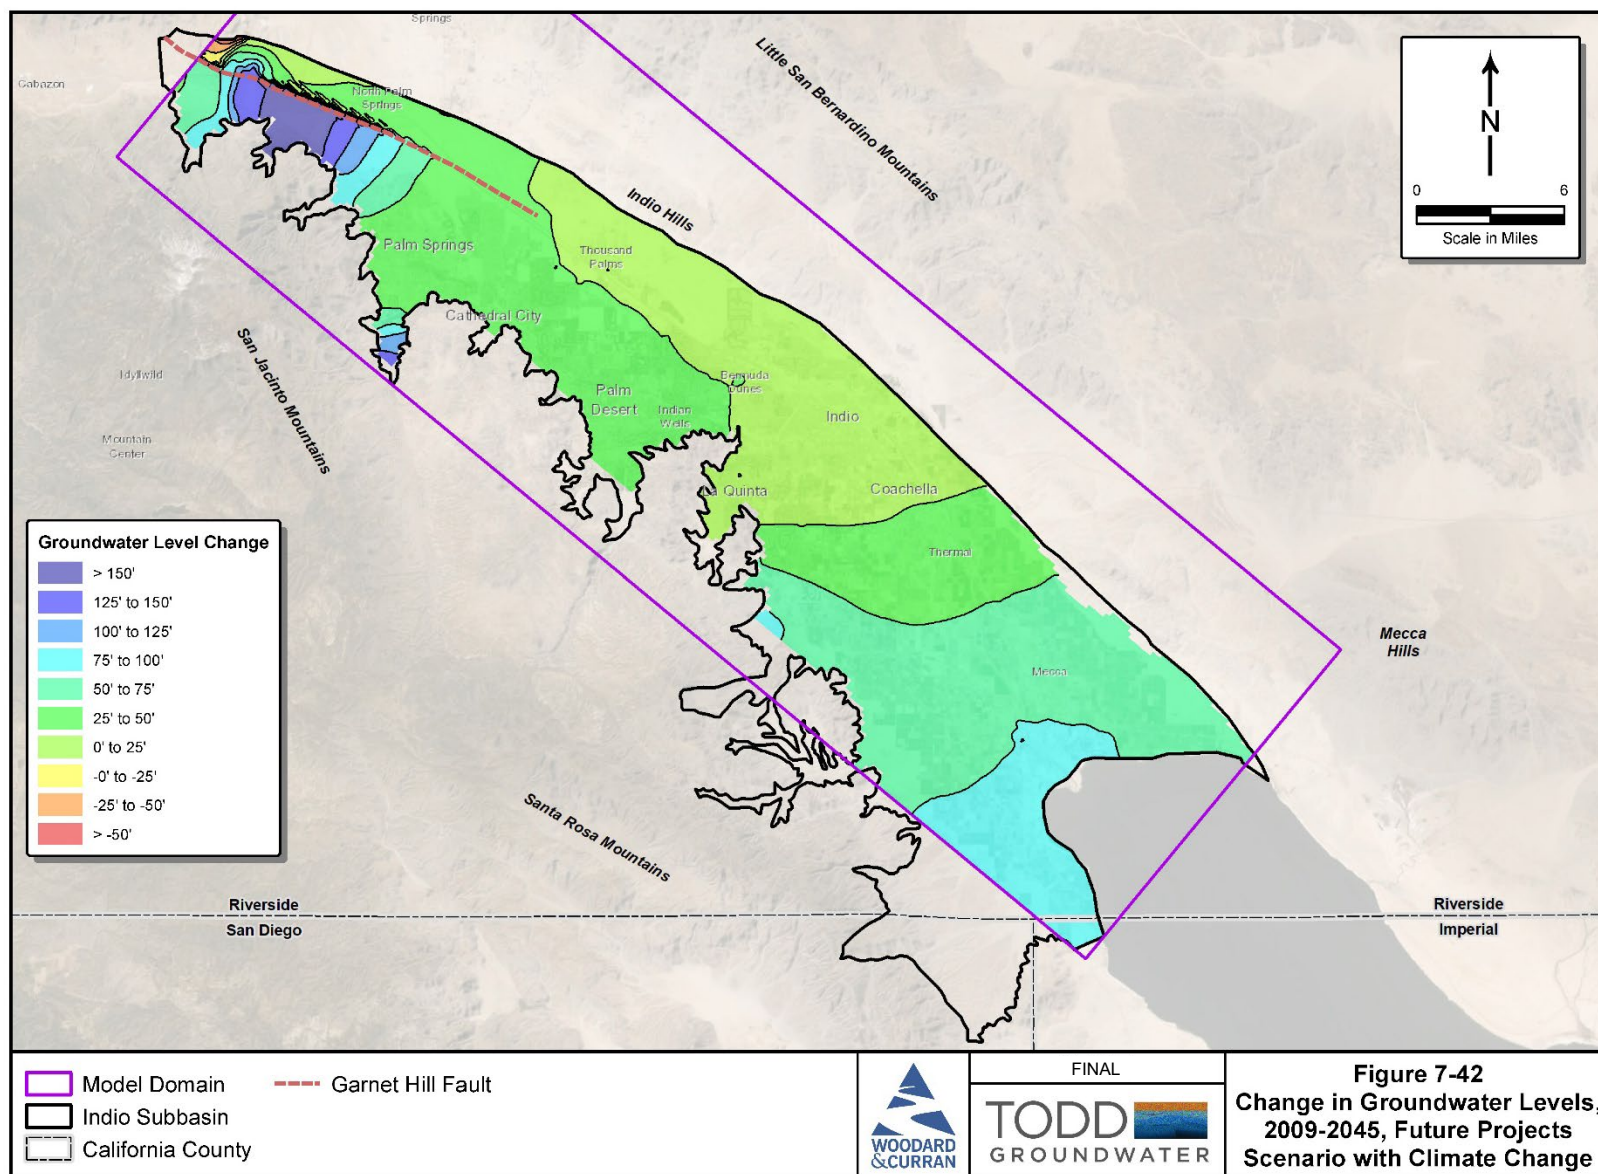 Springs
Cabazon
North Palm
Springs
Little San Bernardino Mountains
N
0 6
Scale in Miles
Indio Hills
Palm Springs
Thousand
Palms
Cathedral City
San Jacinto Mountains
Idyllwild
Bermuda
Dunes
Palm
Desert
Indian
Wells
Indio
Mountain
Center
La Quinta
Coachella
Groundwater Level Change
> 150'
125' to 150'
100' to 125'
75' to 100'
50' to 75'
25' to 50'
0' to 25'
-0' to -25'
-25' to -50'
> -50'
Thermal
Mecca
Hills
Mecca
Santa Rosa Mountains
Riverside
San Diego
Riverside
Imperial
Model Domain
Garnet Hill Fault
Indio Subbasin
California County
WOODARD
&CURRAN
FINAL
TODD
GROUNDWATER
Figure 7-42
Change in Groundwater Levels,
2009-2045, Future Projects
Scenario with Climate Change